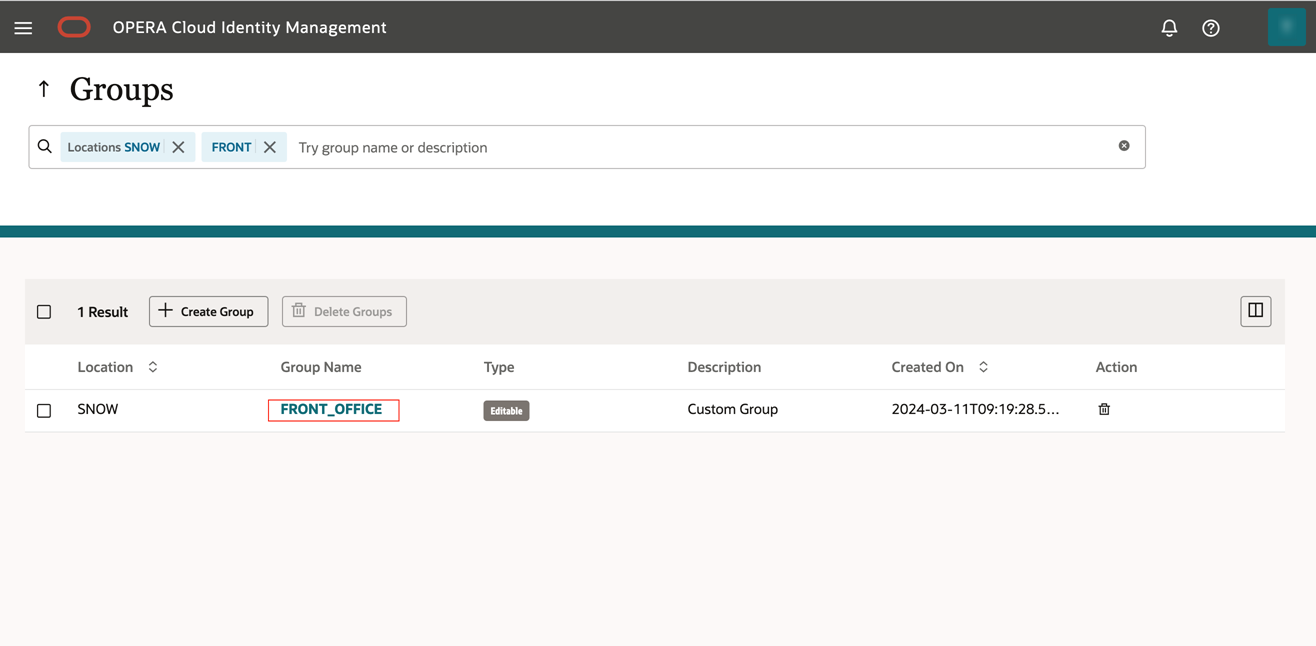 OPERA Cloud Identity Management
Groups
Locations SNOW FRONT Try group name or description
1 Result Create Group Delete Groups
Location Group Name Type Description Created On Action
SNOW FRONT_OFFICE Editable Custom Group 2024-03-11T09:19:28.5...